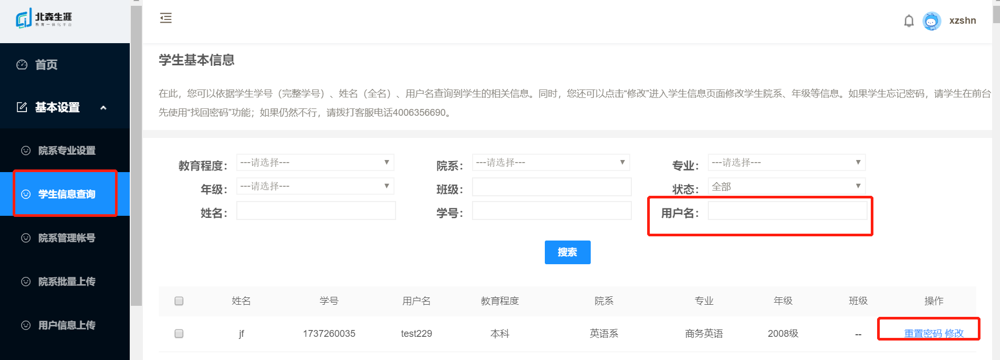 北森生涯
教育一体化平台
xzshn
首页
基本设置
院系专业设置
学生信息查询
院系管理帐号
院系批量上传
用户信息上传
学生基本信息
在此，您可以依据学生学号（完整学号）、姓名（全名）、用户名查询到学生的相关信息。同时，您还可以点击“修改”进入学生信息页面修改学生院系、年级等信息。如果学生忘记密码，请学生在前台
先使用“找回密码”功能；如果仍然不行，请拨打客服电话4006356690。
教育程度： ---请选择--- 院系： ---请选择--- 专业： ---请选择---
年级： ---请选择--- 班级： 状态： 全部
姓名： 学号： 用户名：
搜索
姓名 学号 用户名 教育程度 院系 专业 年级 班级 操作
jf 1737260035 test229 本科 英语系 商务英语 2008级 -- 重置密码 修改